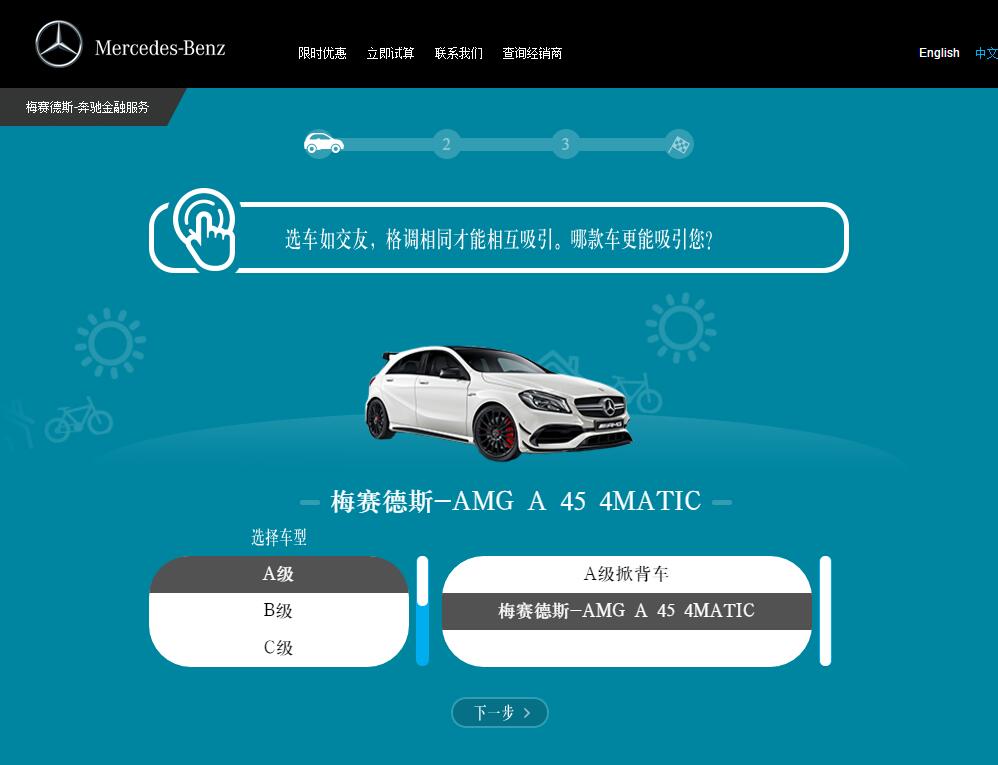 Mercedes-Benz
限时优惠
立即试算
联系我们
查询经销商
English
中文
梅赛德斯-奔驰金融服务
2
3
选车如交友，格调相同才能相互吸引。哪款车更能吸引您?
AMG
梅赛德斯-AMG A 45 4MATIC
选择车型
A级
B级
C级
A级掀背车
梅赛德斯-AMG A 45 4MATIC
下一步